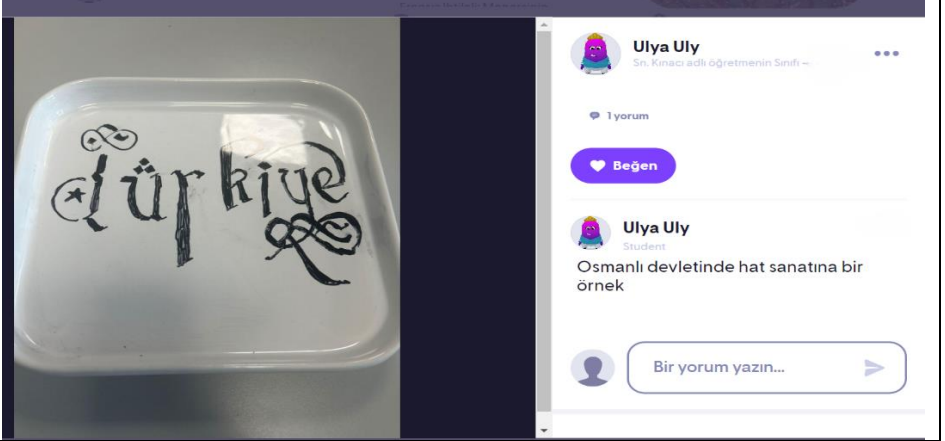 türkiye
Ulya Uly
Sn. Kınacı adlı öğretmenin Sınıfı –
1 yorum
Beğen
Ulya Uly
Student
Osmanlı devletinde hat sanatına bir
örnek
Bir yorum yazın...